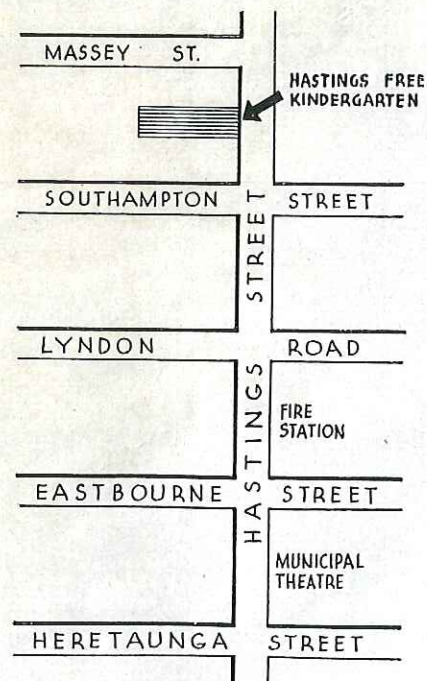 MASSEY ST.
HASTINGS FREE
KINDERGARTEN
SOUTHAMPTON STREET
LYNDON ROAD
HASTINGS STREET
FIRE
STATION
EASTBOURNE STREET
MUNICIPAL
THEATRE
HERETAUNGA STREET